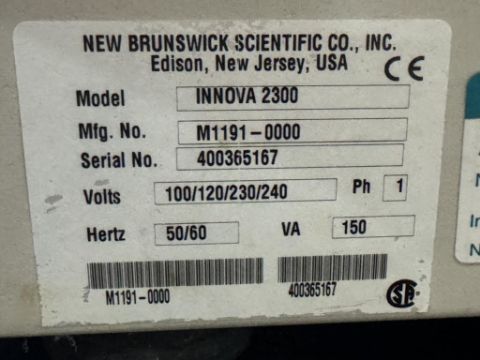 NEW BRUNSWICK SCIENTIFIC CO., INC.
Edison, New Jersey, USA
CE
Model INNOVA 2300
Mfg. No. M1191-0000
Serial No. 400365167
Volts 100/120/230/240 Ph 1
Hertz 50/60 VA 150
M1191-0000 400365167